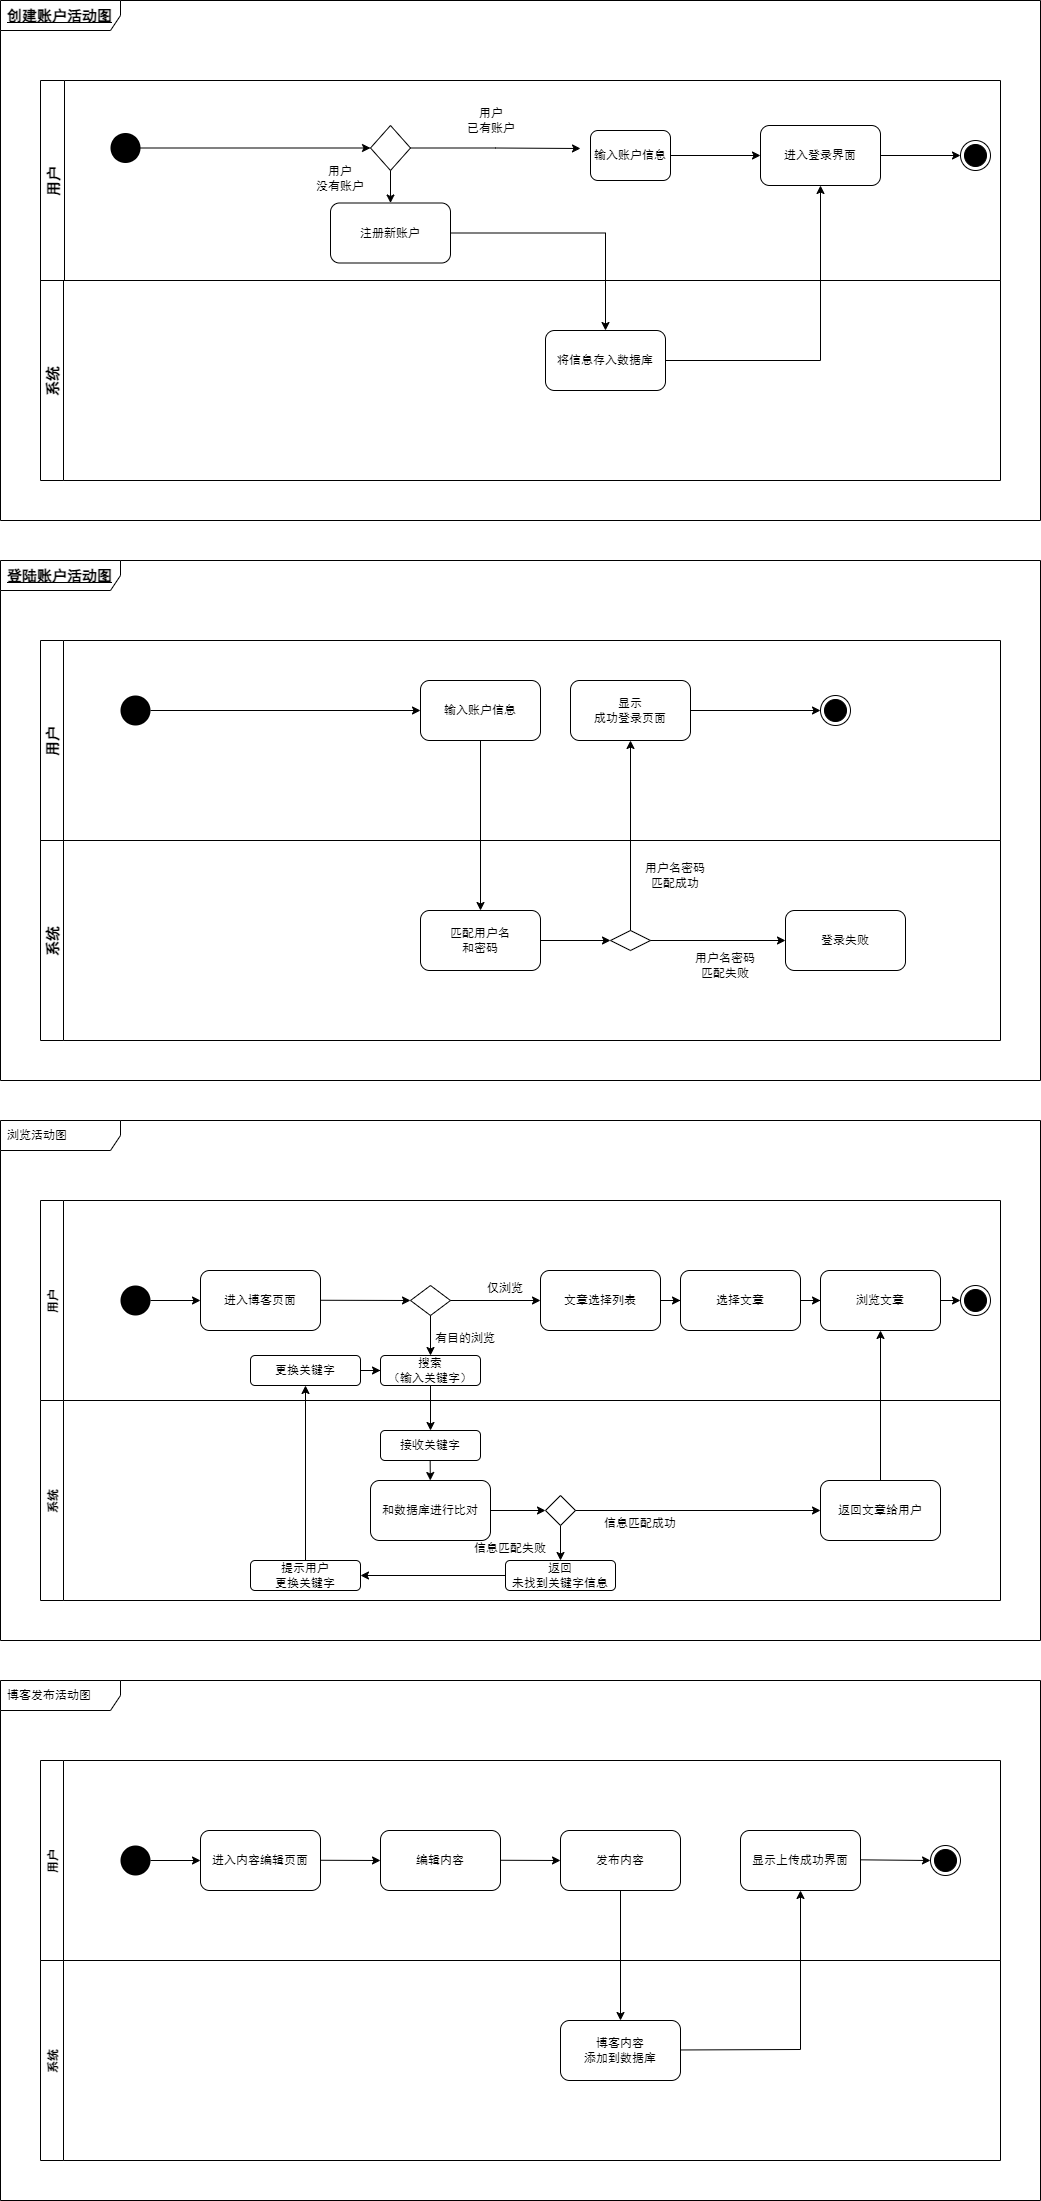 创建账户活动图
用户
用户
已有账户
输入账户信息
进入登录界面
用户
没有账户
注册新账户
系统
将信息存入数据库
登陆账户活动图
用户
输入账户信息
显示
成功登录页面
系统
用户名密码
匹配成功
匹配用户名
和密码
登录失败
用户名密码
匹配失败
浏览活动图
用户
进入博客页面
仅浏览
文章选择列表
选择文章
浏览文章
有目的浏览
更换关键字
搜索
（输入关键字）
系统
接收关键字
和数据库进行比对
信息匹配成功
返回文章给用户
信息匹配失败
提示用户
更换关键字
返回
未找到关键字信息
博客发布活动图
用户
进入内容编辑页面
编辑内容
发布内容
显示上传成功界面
系统
博客内容
添加到数据库